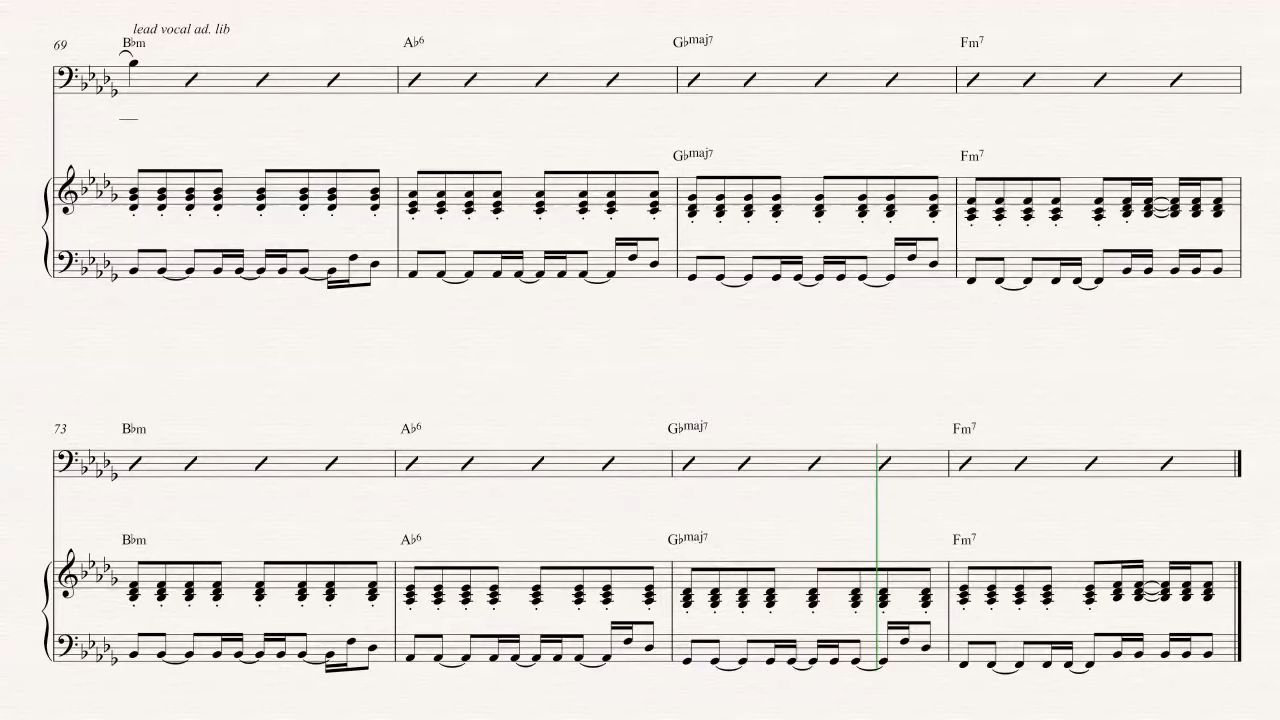 lead vocal ad. lib
69 B♭m A♭6 G♭maj7 Fm7
G♭maj7 Fm7
73 B♭m A♭6 G♭maj7 Fm7
B♭m A♭6 G♭maj7 Fm7